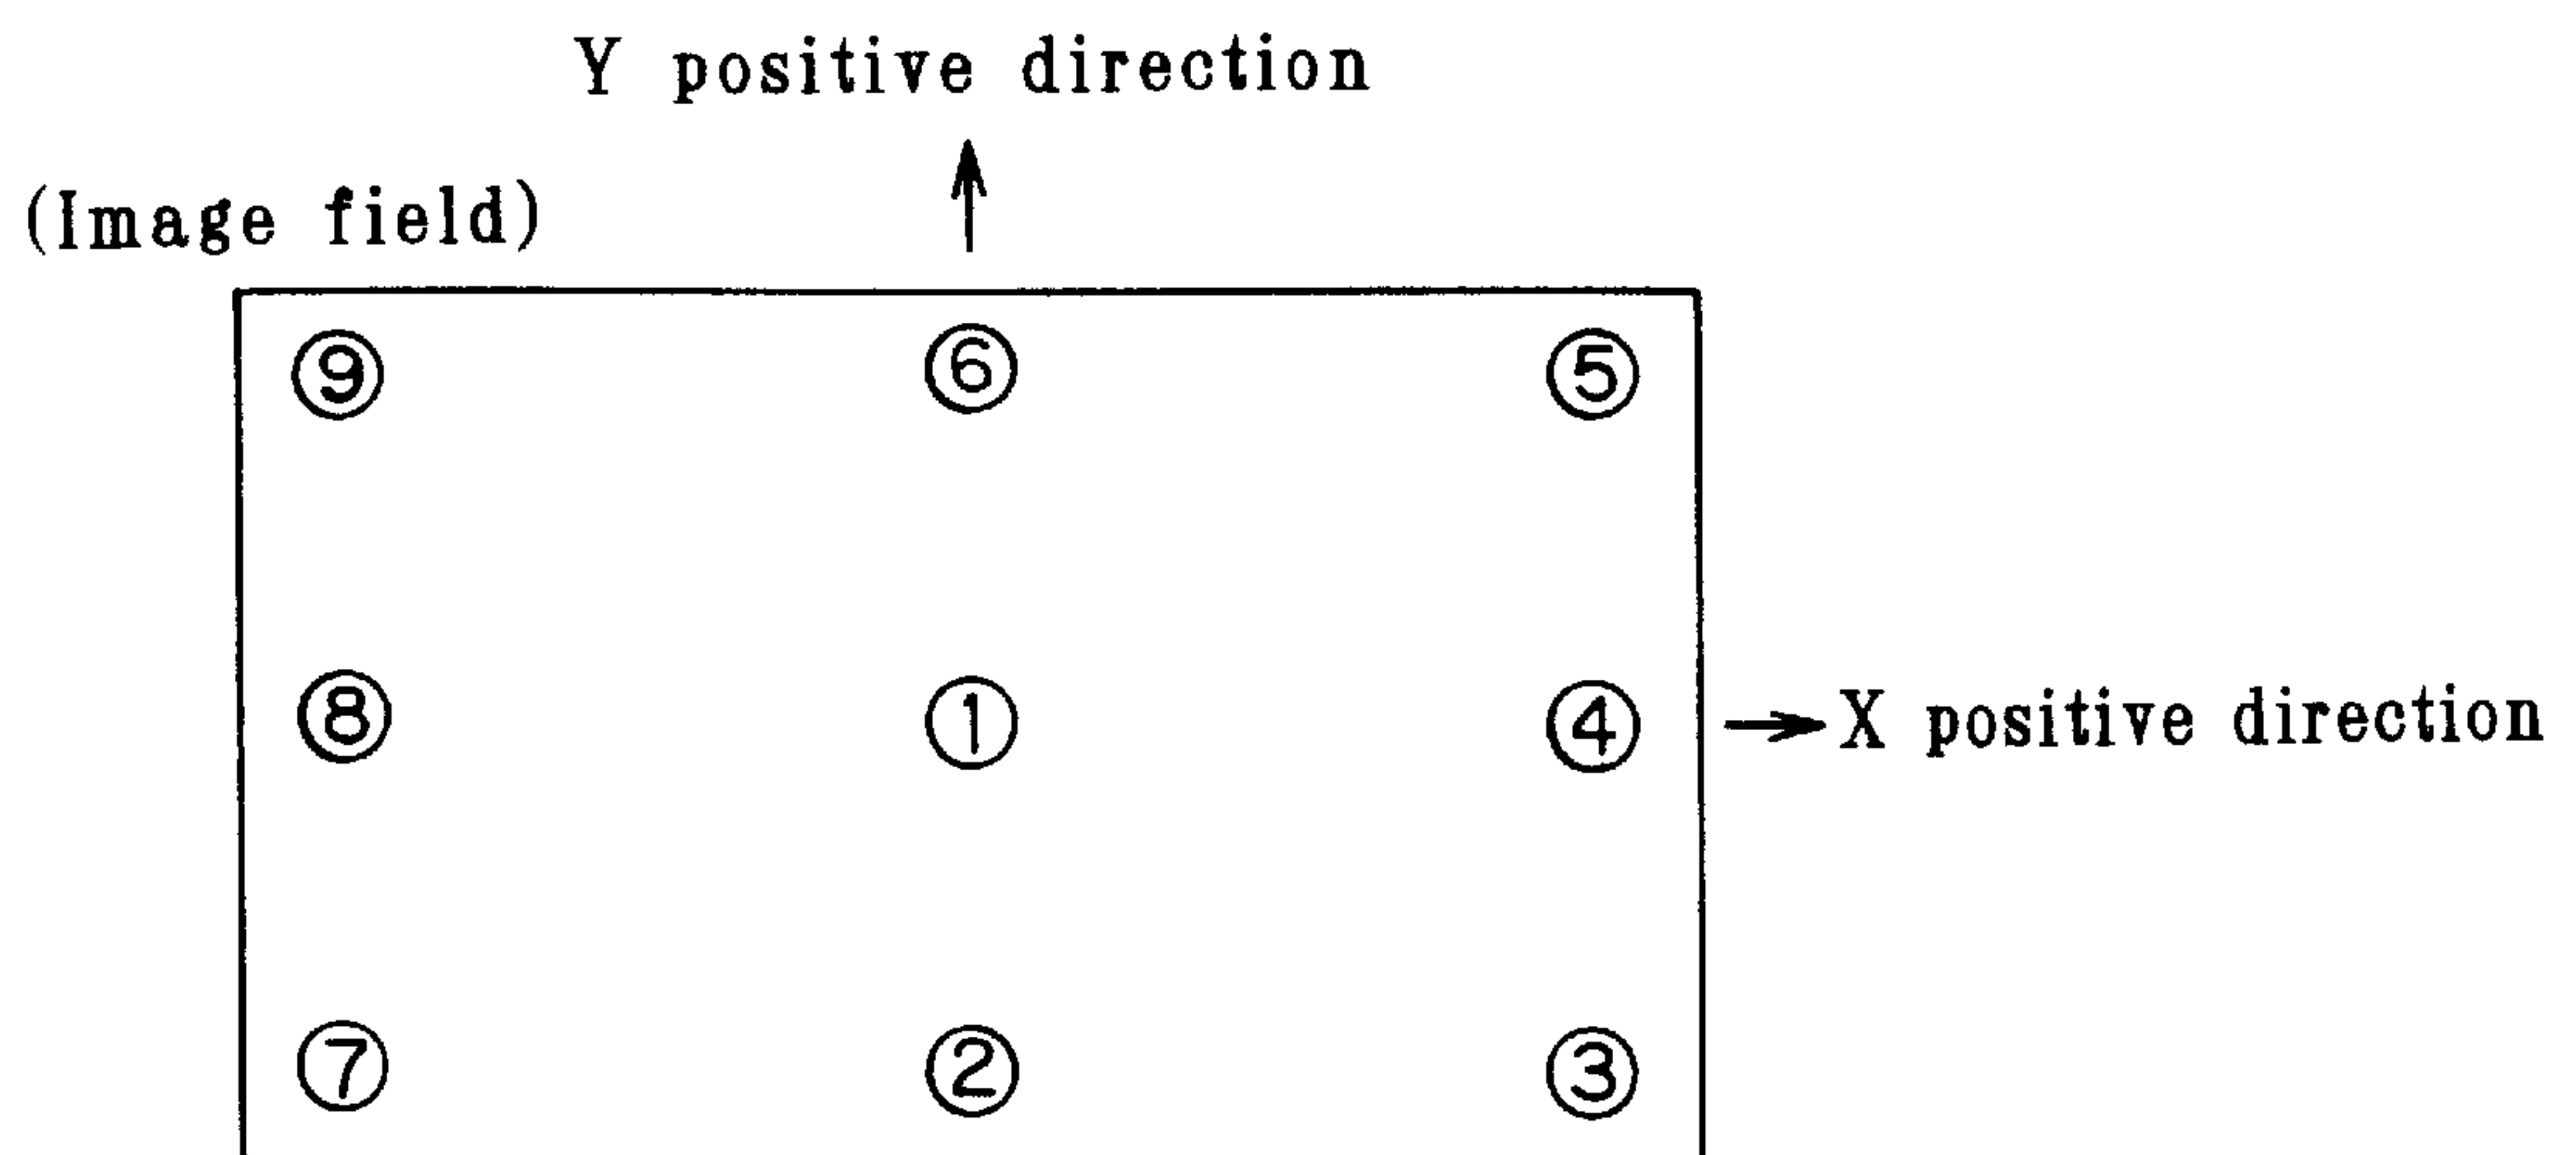 Y positive direction
(Image field)
⑨ ⑥ ⑤
⑧ ① ④ X positive direction
⑦ ② ③